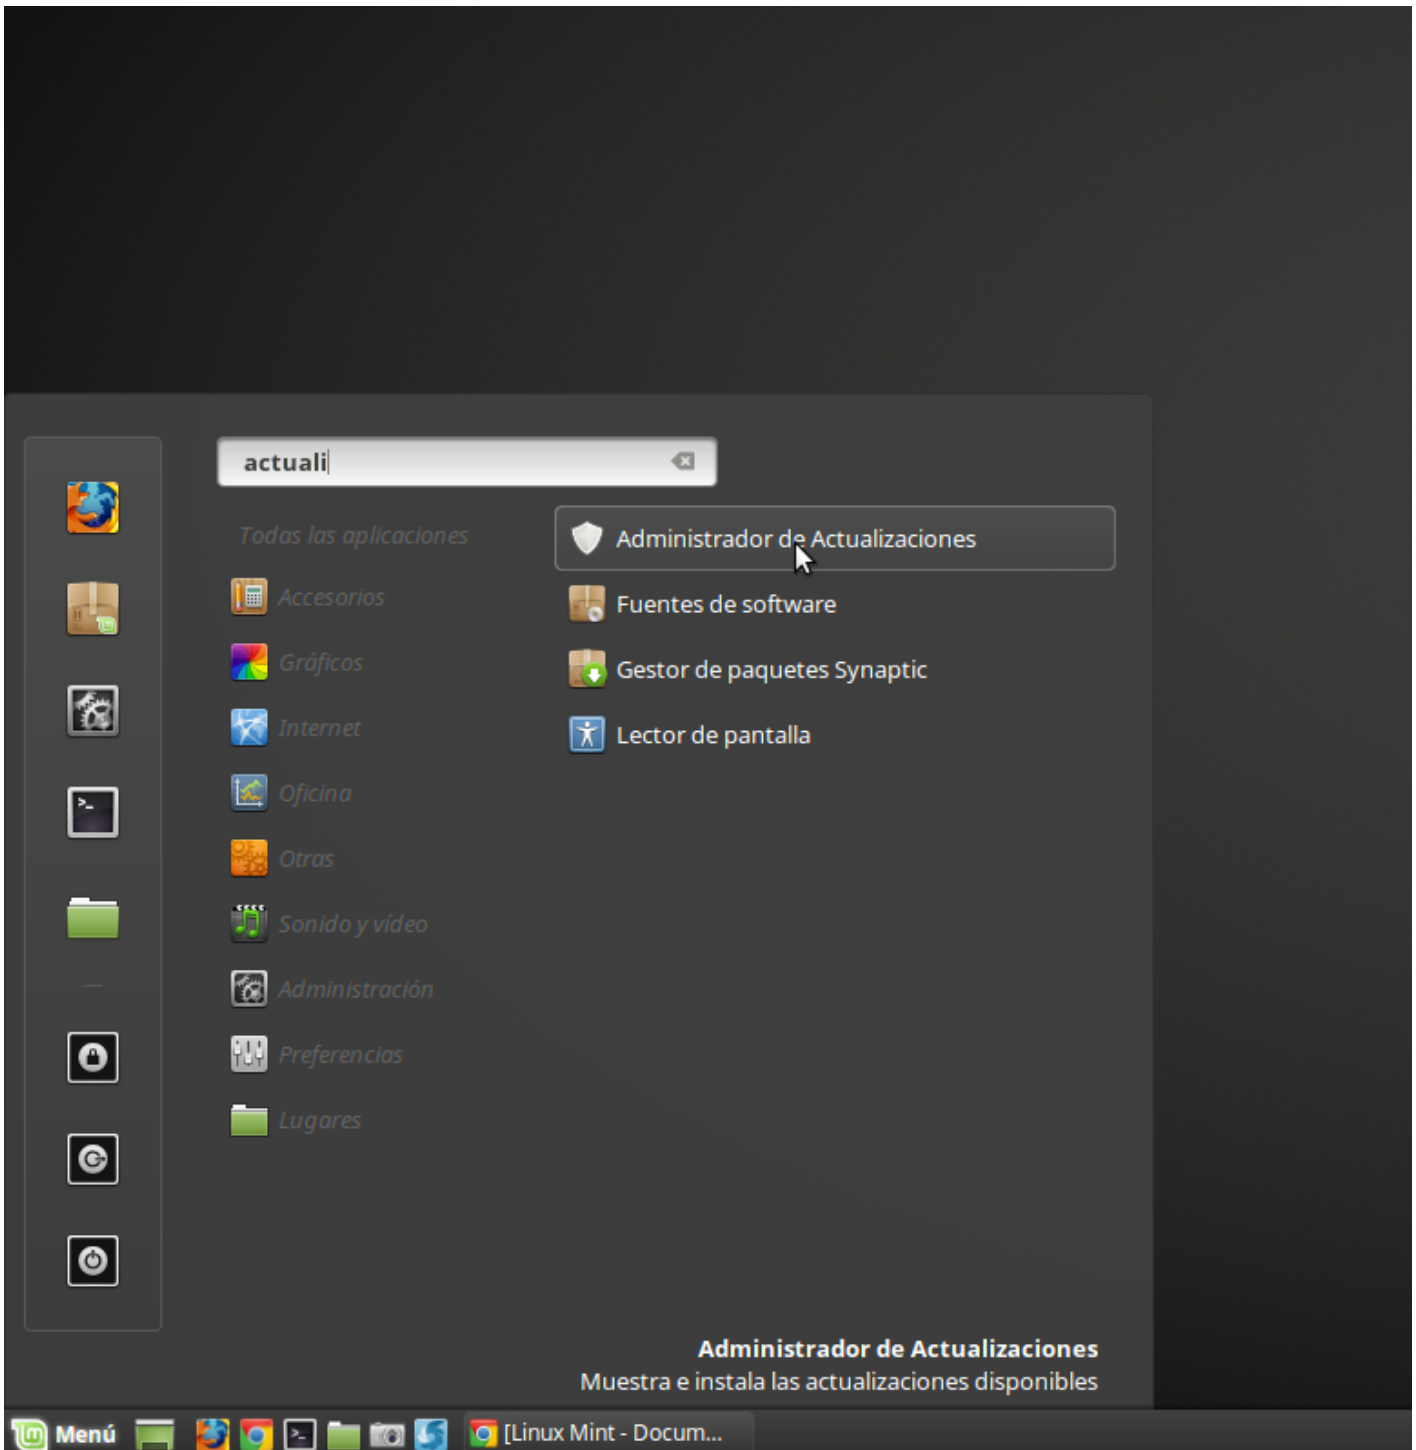 actuali
Todas las aplicaciones
Accesorios
Gráficos
Internet
Oficina
Otras
Sonido y vídeo
Administración
Preferencias
Lugares
Administrador de Actualizaciones
Fuentes de software
Gestor de paquetes Synaptic
Lector de pantalla
Administrador de Actualizaciones
Muestra e instala las actualizaciones disponibles
Menú
[Linux Mint - Docum...